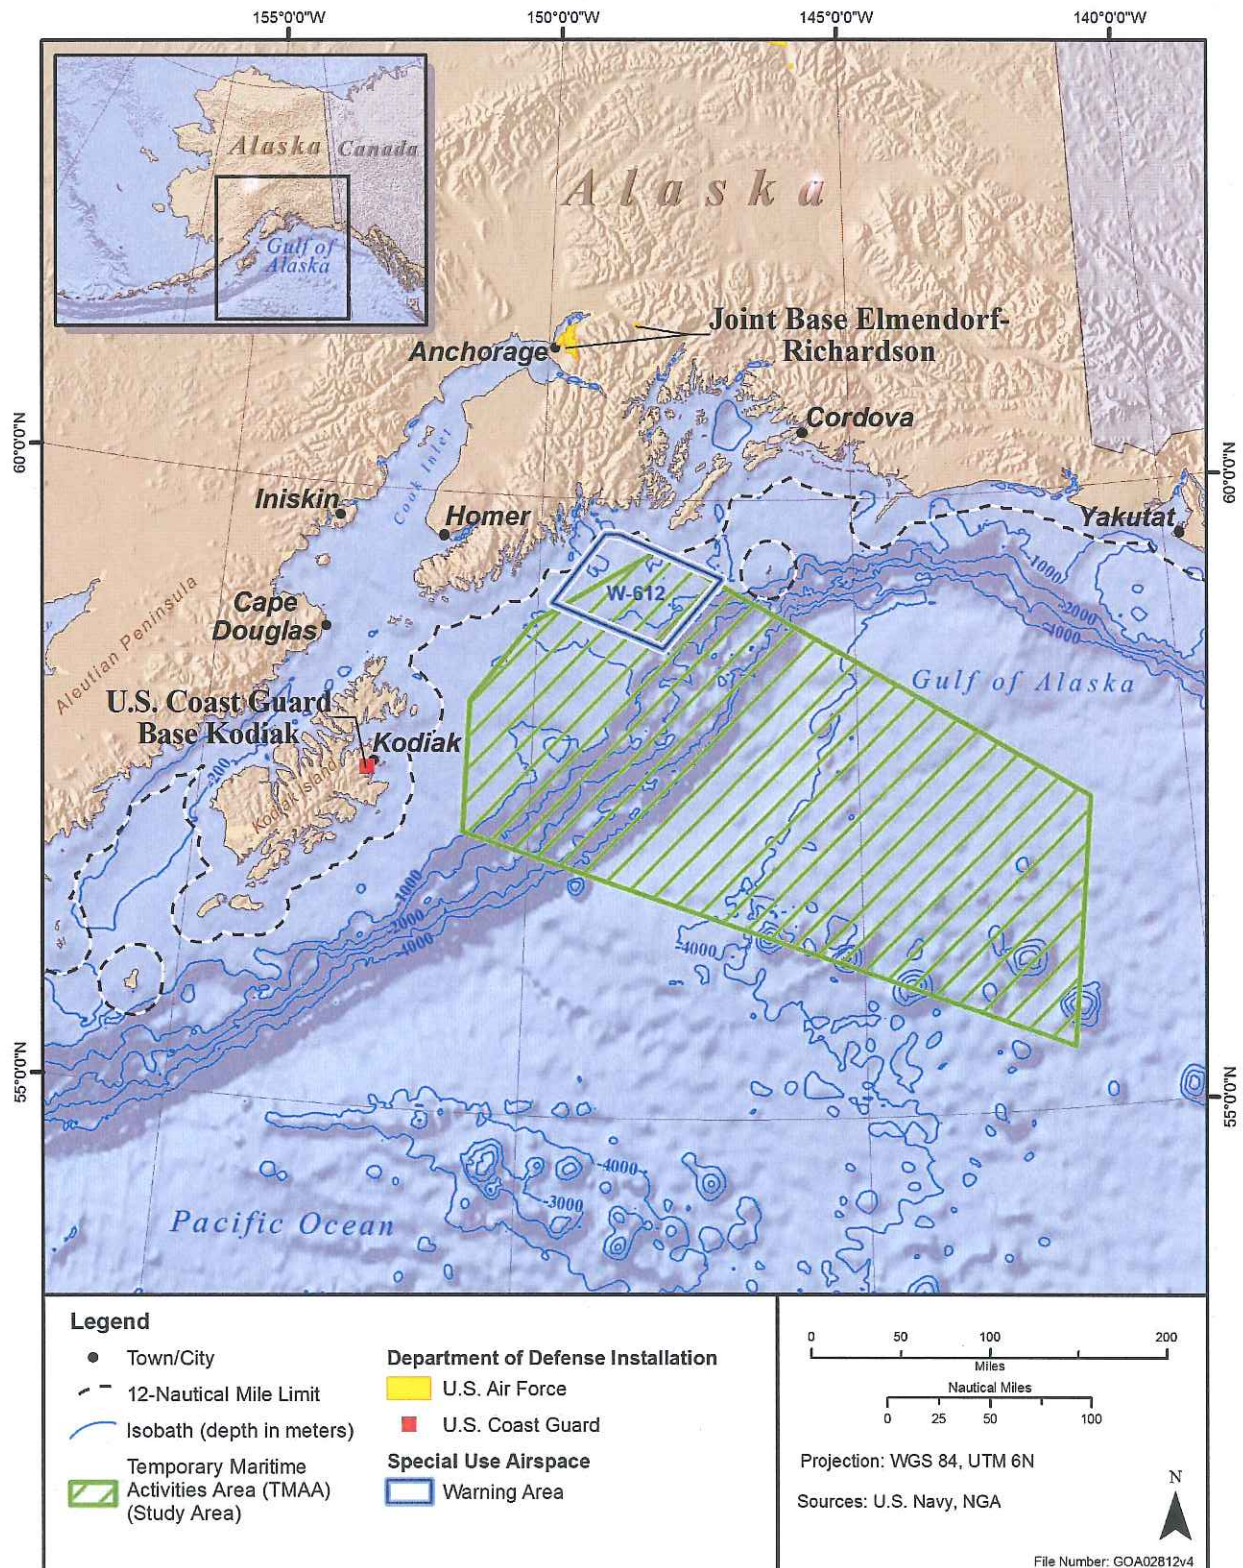 155°0'0"W
150°0'0"W
145°0'0"W
140°0'0"W
Alaska
Canada
Gulf of
Alaska
Alaska
Joint Base Elmendorf-
Richardson
Anchorage
Cordova
60°0'0"N
60°0'0"N
Cook Inlet
Iniskin
Homer
Yakutat
W-612
-1000
-2000
-4000
Cape
Douglas
Aleutian Peninsula
Gulf of Alaska
U.S. Coast Guard
Base Kodiak
Kodiak
-200
Kodiak Island
-1000
-2000
-4000
-4000
55°0'0"N
55°0'0"N
-4000
-3000
Pacific Ocean
Legend
Town/City
12-Nautical Mile Limit
Isobath (depth in meters)
Temporary Maritime
Activities Area (TMAA)
(Study Area)
Department of Defense Installation
U.S. Air Force
U.S. Coast Guard
Special Use Airspace
Warning Area
0 50 100 200
Miles
Nautical Miles
0 25 50 100
Projection: WGS 84, UTM 6N
Sources: U.S. Navy, NGA
N
File Number: GOA02812v4